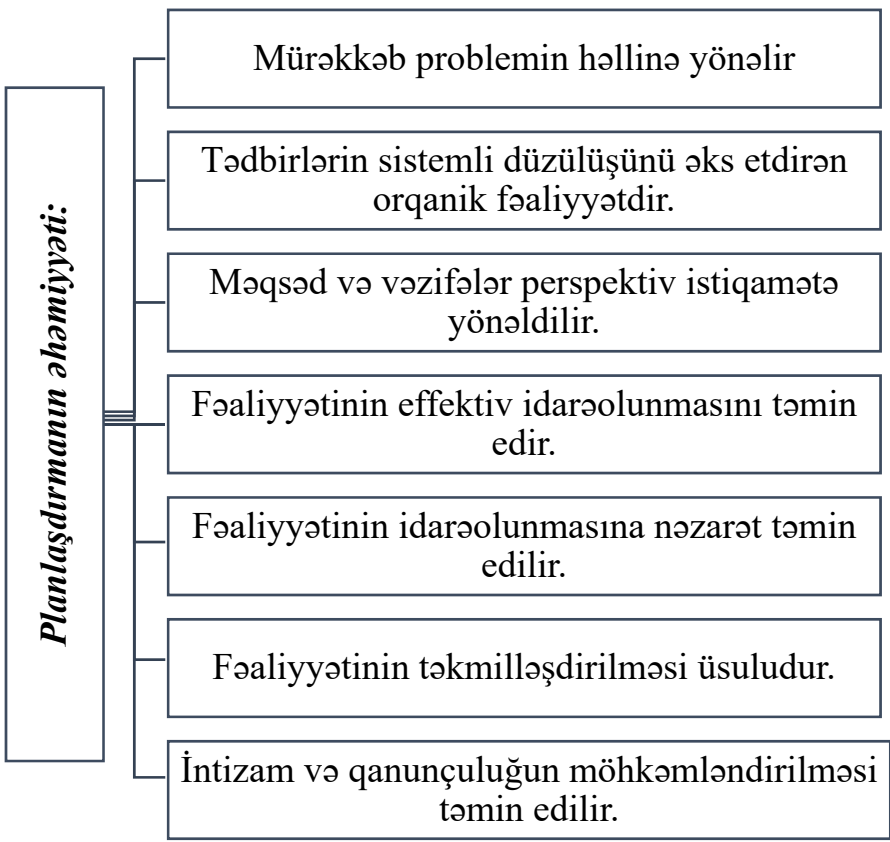 Planlaşdırmanın əhəmiyyəti:
Mürəkkəb problemin həllinə yönəlir
Tədbirlərin sistemli düzülüşünü əks etdirən
orqanik fəaliyyətdir.
Məqsəd və vəzifələr perspektiv istiqamətə
yönəldilir.
Fəaliyyətinin effektiv idarəolunmasını təmin
edir.
Fəaliyyətinin idarəolunmasına nəzarət təmin
edilir.
Fəaliyyətinin təkmilləşdirilməsi üsuludur.
İntizam və qanunçuluğun möhkəmləndirilməsi
təmin edilir.